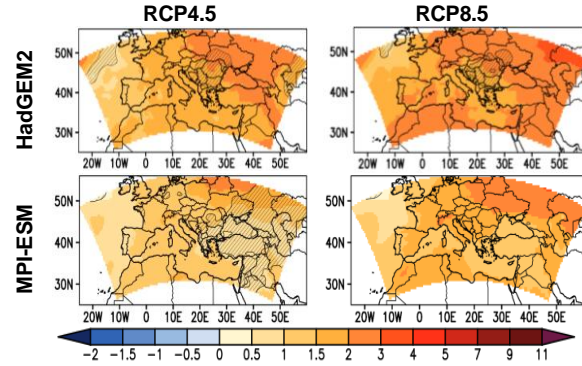 RCP4.5 RCP8.5
HadGEM2
50N 50N
40N 40N
30N 30N
20W 10W 0 10E 20E 30E 40E 50E 20W 10W 0 10E 20E 30E 40E 50E
MPI-ESM
50N 50N
40N 40N
30N 30N
20W 10W 0 10E 20E 30E 40E 50E 20W 10W 0 10E 20E 30E 40E 50E
-2 -1.5 -1 -0.5 0 0.5 1 1.5 2 3 4 5 7 9 11